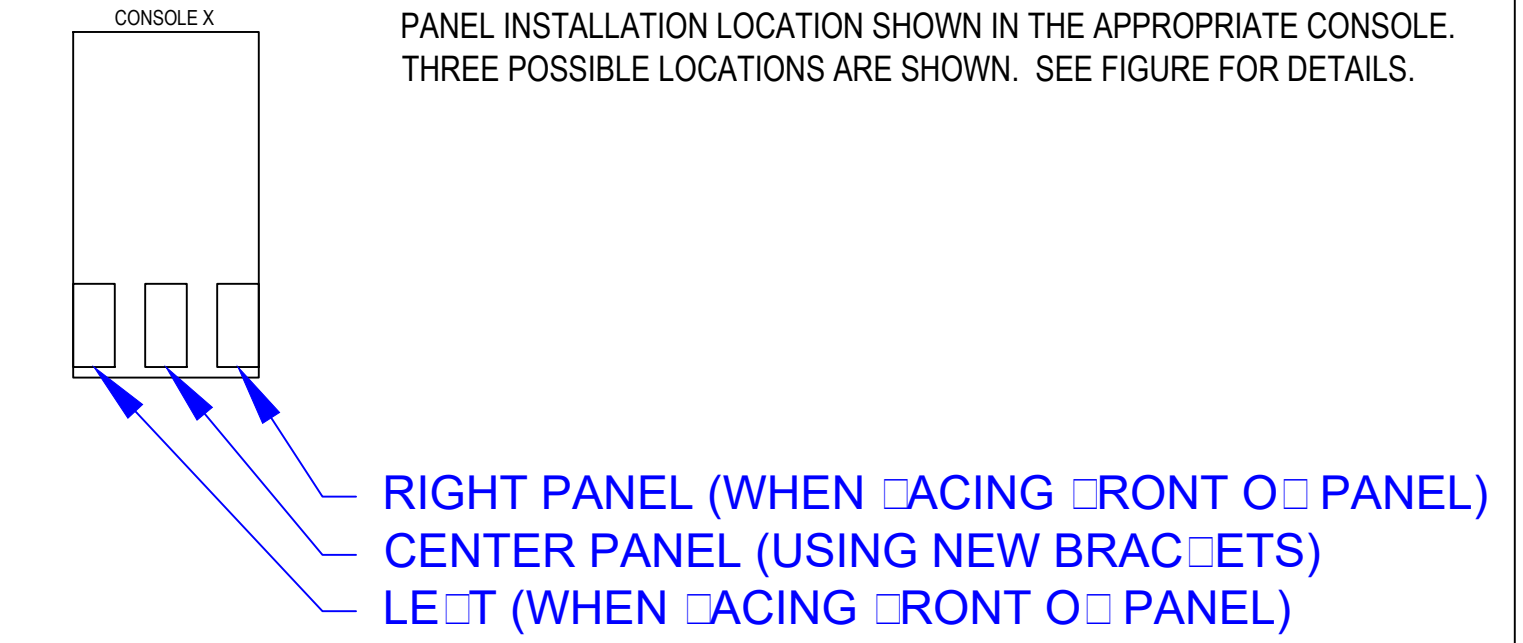 CONSOLE X
PANEL INSTALLATION LOCATION SHOWN IN THE APPROPRIATE CONSOLE.
THREE POSSIBLE LOCATIONS ARE SHOWN. SEE FIGURE FOR DETAILS.
RIGHT PANEL (WHEN □ACING □RONT O□ PANEL)
CENTER PANEL (USING NEW BRAC□ETS)
LE□T (WHEN □ACING □RONT O□ PANEL)